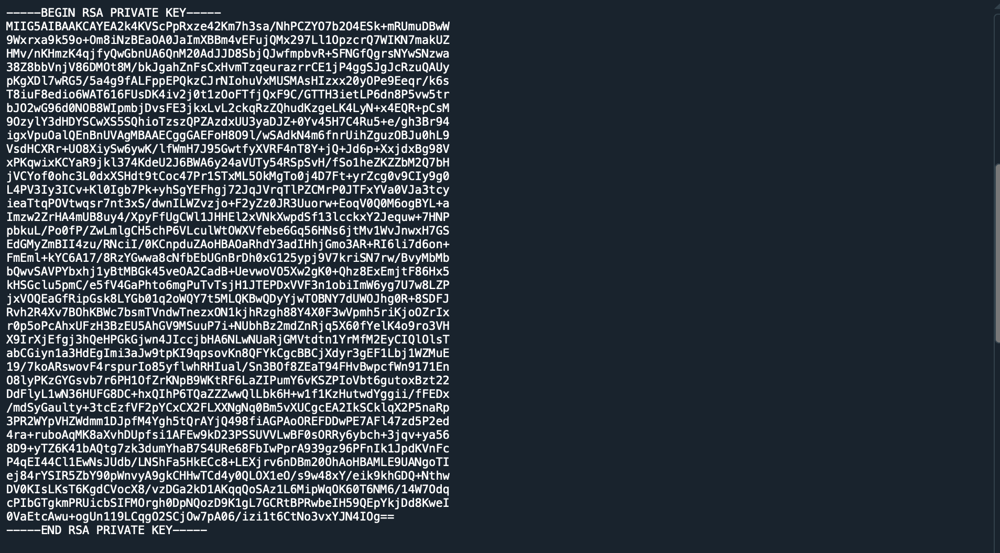 -----BEGIN RSA PRIVATE KEY-----
MIIG5AIBAAKCAYEA2k4KVScPpRxze42Km7h3sa/NhPCZYO7b2O4ESk+mRUmuDBwW
9Wxrxa9k59o+Om8iNzBEaOA0JaImXBBm4vEFujQMx297Ll1OpzcrQ7WIKN7makUZ
HMv/nKHmzK4qjfyQwGbnUA6QnM20AdJJD8SbjQJwfmpbvR+SFNGfQgrsNYwSNzwa
38Z8bbVnjV86DMOt8M/bkJgahZnFsCxHvmTzqeurazrrCE1jP4ggSJgJcRzuQAUy
pKgXDl7wRG5/5a4g9fALFppEPQkzCJrNIohuVxMUSMAsHIzxx20yOPe9Eeqr/k6s
T8iuF8edio6WAT616FUsDK4iv2j0t1zOoFTfjQxF9C/GTTH3ietLP6dn8P5vw5tr
bJO2wG96d0NOB8WIpmbjDvsFE3jkxLvL2ckqRzZQhudKzgeLK4LyN+x4EQR+pCsM
9OzylY3dHDYSCwXS5SQhioTzszQPZAzdxUU3yaDJZ+0Yv45H7C4Ru5+e/gh3Br94
igxVpuOalQEnBnUVAgMBAAECggGAEFoH8O9l/wSAdkN4m6fnrUihZguzOBJu0hL9
VsdHCXRr+UO8XiySw6ywK/lfWmH7J95GwtfyXVRF4nT8Y+jQ+Jd6p+XxjdxBg98V
xPKqwixKCYaR9jkl374KdeU2J6BWA6y24aVUTy54RSpSvH/fSo1heZKZZbM2Q7bH
jVCYof0ohc3L0dxXSHdt9tCoc47Pr1STxML5OkMgTo0j4D7Ft+yrZcg0v9CIy9g0
L4PV3Iy3ICv+Kl0Igb7Pk+yhSgYEFhgj72JqJVrqTlPZCMrP0JTFxYVa0VJa3tcy
ieaTtqPOVtwqsr7nt3xS/dwnILWZvzjo+F2yZz0JR3Uuorw+EoqV0Q0M6ogBYL+a
Imzw2ZrHA4mUB8uy4/XpyFfUgCWl1JHHEl2xVNkXwpdSf13lcckxY2Jequw+7HNP
pbkuL/Po0fP/ZwLmlgCH5chP6VLculWtOWXVfebe6Gq56HNs6jtMv1WvJnwxH7GS
EdGMyZmBII4zu/RNciI/0KCnpduZAoHBAOaRhdY3adIHhjGmo3AR+RI6li7d6on+
FmEml+kYC6A17/8RzYGwwa8cNfbEbUGnBrDh0xG125ypj9V7kriSN7rw/BvyMbMb
bQwvSAVPYbxhj1yBtMBGk45veOA2CadB+UevwoVO5Xw2gK0+Qhz8ExEmjtF86Hx5
kHSGclu5pmC/e5fV4GaPhto6mgPuTvTsjH1JTEPDxVVF3n1obiImW6yg7U7w8LZP
jxVOQEaGfRipGsk8LYGb01q2oWQY7t5MLQKBwQDyYjwTOBNY7dUWOJhg0R+8SDFJ
Rvh2R4Xv7BOhKBWc7bsmTVndwTnezxON1kjhRzgh88Y4X0F3wVpmh5riKjoOZrIx
r0p5oPcAhxUFzH3BzEU5AhGV9MSuuP7i+NUbhBz2mdZnRjq5X60fYelK4o9ro3VH
X9IrXjEfgj3hQeHPGkGjwn4JIccjbHA6NLwNUaRjGMVtdtn1YrMfM2EyCIQlOlsT
abCGiyn1a3HdEgImi3aJw9tpKI9qpsovKn8QFYkCgcBBCjXdyr3gEF1Lbj1WZMuE
19/7koARswovF4rspurIo85yflwhRHIual/Sn3BOf8ZEaT94FHvBwpcfWn9171En
O8lyPKzGYGsvb7r6PH1OfZrKNpB9WKtRF6LaZIPumY6vKSZPIoVbt6gutoxBzt22
DdFlyL1wN36HUFG8DC+hxQIhP6TQaZZZwwQlLbk6H+w1f1KzHutwdYggii/fFEDx
/mdSyGaulty+3tcEzfVF2pYCxCX2FLXXNgNq0Bm5vXUCgcEA2IkSCklqX2P5naRp
3PR2WYpVHZWdmm1DJpfM4Ygh5tQrAYjQ498fiAGPAoOREFDDwPE7AFl47zd5P2ed
4ra+ruboAqMK8aXvhDUpfsi1AFEw9kD23PSSUVVLwBF0sORRy6ybch+3jqv+ya56
8D9+yTZ6K41bAQtg7zk3dumYhaB7S4URe68FbIwPprA939gz96PFnIk1JpdKVnFc
P4qEI44Cl1EwNsJUdb/LNShFa5HkECc8+LEXjrv6nDBm20OhAoHBAMLE9UANgoTI
ej84rYSIR5ZbY90pWnvyA9gkCHHwTCd4y0QLOX1eO/s9w48xY/eik9khGDQ+Nthw
DV0KIsLKsT6KgdCVocX8/vzDGa2kD1AKqqQoSAz1L6MipWqOK60T6NM6/14W7Odq
cPIbGTgkmPRUicbSIFMOrgh0DpNQozD9K1gL7GCRtBPRwbeIH59QEpYkjDd8KweI
0VaEtcAwu+ogUn119LCqgO2SCjOw7pA06/izi1t6CtNo3vxYJN4IOg==
-----END RSA PRIVATE KEY-----